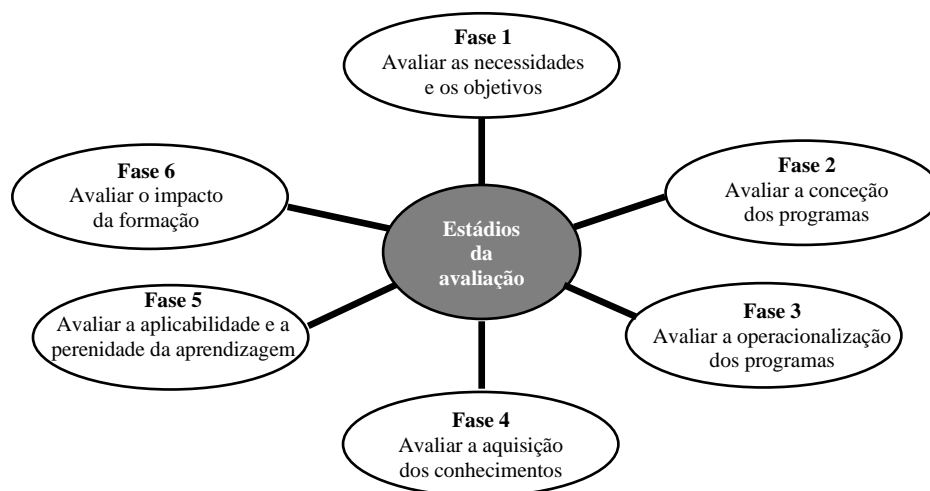 Fase 1
Avaliar as necessidades
e os objetivos
Fase 6
Avaliar o impacto
da formação
Fase 2
Avaliar a conceção
dos programas
Estádios
da
avaliação
Fase 5
Avaliar a aplicabilidade e a
perenidade da aprendizagem
Fase 3
Avaliar a operacionalização
dos programas
Fase 4
Avaliar a aquisição
dos conhecimentos